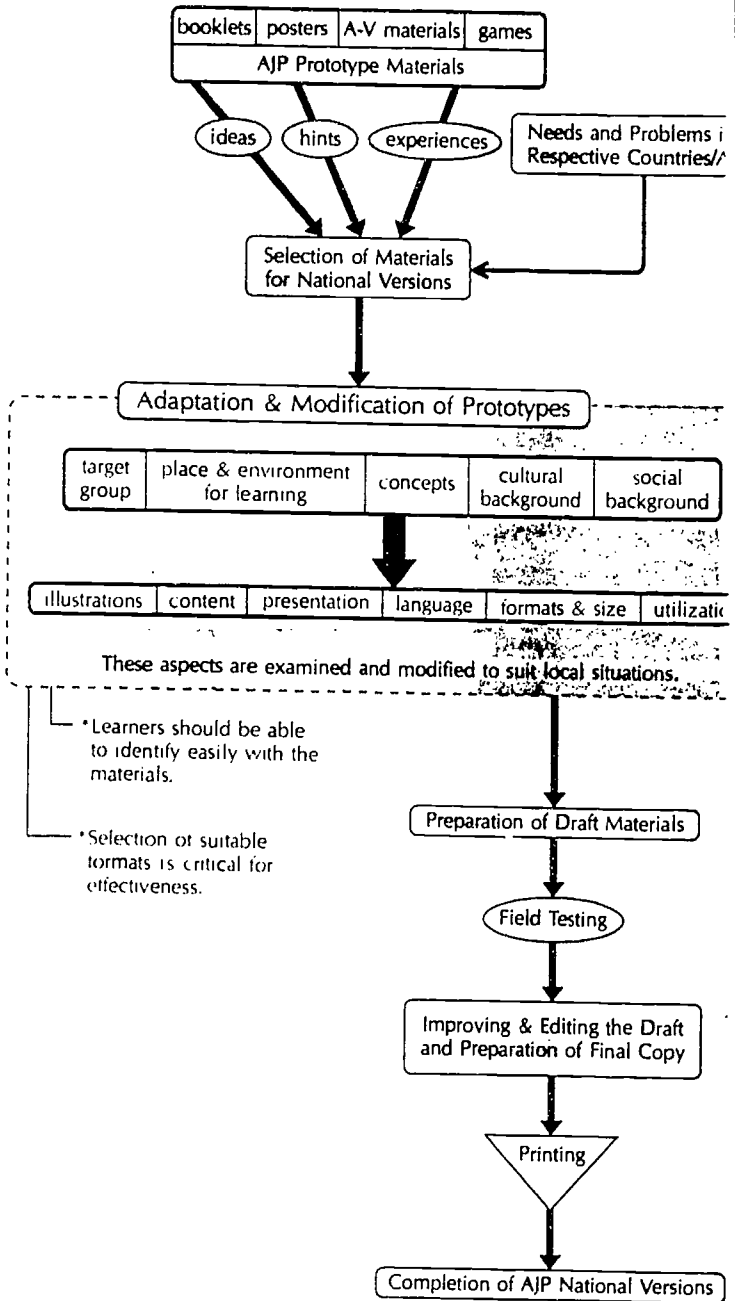 booklets posters A-V materials games
AJP Prototype Materials
ideas hints experiences
Needs and Problems
Respective Countries/
Selection of Materials
for National Versions
Adaptation & Modification of Prototypes
target
group
place & environment
for learning
concepts
cultural
background
social
background
illustrations content presentation language formats & size
These aspects are examined and modified to suit local situations.
*Learners should be able
to identify easily with the
materials.
*Selection of suitable
formats is critical for
effectiveness.
Preparation of Draft Materials
Field Testing
Improving & Editing the Draft
and Preparation of Final Copy
Printing
Completion of AJP National Versions